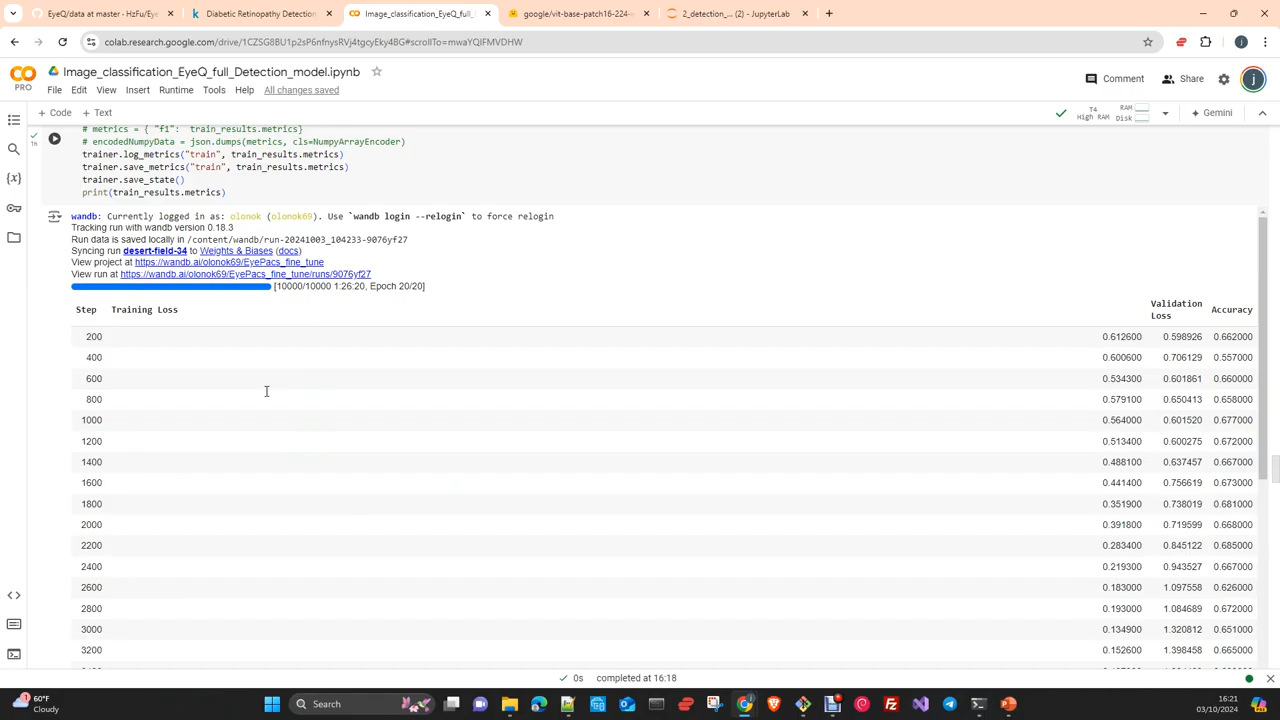 EyeQ/data at master · HzFu/Eye
Diabetic Retinopathy Detection
Image_classification_EyeQ_full_
google/vit-base-patch16-224-
2_detection_... (2) - JupyterLab
colab.research.google.com/drive/1CZSG8BU1p2sP6nfnysRVj4tgcyEky4BG#scrollTo=mwaYQlFMVDHW
PRO
Image_classification_EyeQ_full_Detection_model.ipynb
Comment
Share
j
File Edit View Insert Runtime Tools Help All changes saved
+ Code + Text
T4 High RAM
RAM
Disk
Gemini
1h
# metrics = { "f1": train_results.metrics}
# encodedNumpyData = json.dumps(metrics, cls=NumpyArrayEncoder)
trainer.log_metrics("train", train_results.metrics)
trainer.save_metrics("train", train_results.metrics)
trainer.save_state()
print(train_results.metrics)
wandb: Currently logged in as: olonok (olonok69). Use `wandb login --relogin` to force relogin
Tracking run with wandb version 0.18.3
Run data is saved locally in /content/wandb/run-20241003_104233-9076yf27
Syncing run desert-field-34 to Weights & Biases (docs)
View project at https://wandb.ai/olonok69/EyePacs_fine_tune
View run at https://wandb.ai/olonok69/EyePacs_fine_tune/runs/9076yf27
[10000/10000 1:26:20, Epoch 20/20]
Step Training Loss Validation Loss Accuracy
200 0.612600 0.598926 0.662000
400 0.600600 0.706129 0.557000
600 0.534300 0.601861 0.660000
800 0.579100 0.650413 0.658000
1000 0.564000 0.601520 0.677000
1200 0.513400 0.600275 0.672000
1400 0.488100 0.637457 0.667000
1600 0.441400 0.756619 0.673000
1800 0.351900 0.738019 0.681000
2000 0.391800 0.719599 0.668000
2200 0.283400 0.845122 0.685000
2400 0.219300 0.943527 0.667000
2600 0.183000 1.097558 0.626000
2800 0.193000 1.084689 0.672000
3000 0.134900 1.320812 0.651000
3200 0.152600 1.398458 0.665000
0s completed at 16:18
60°F
Cloudy
Search
16:21
03/10/2024